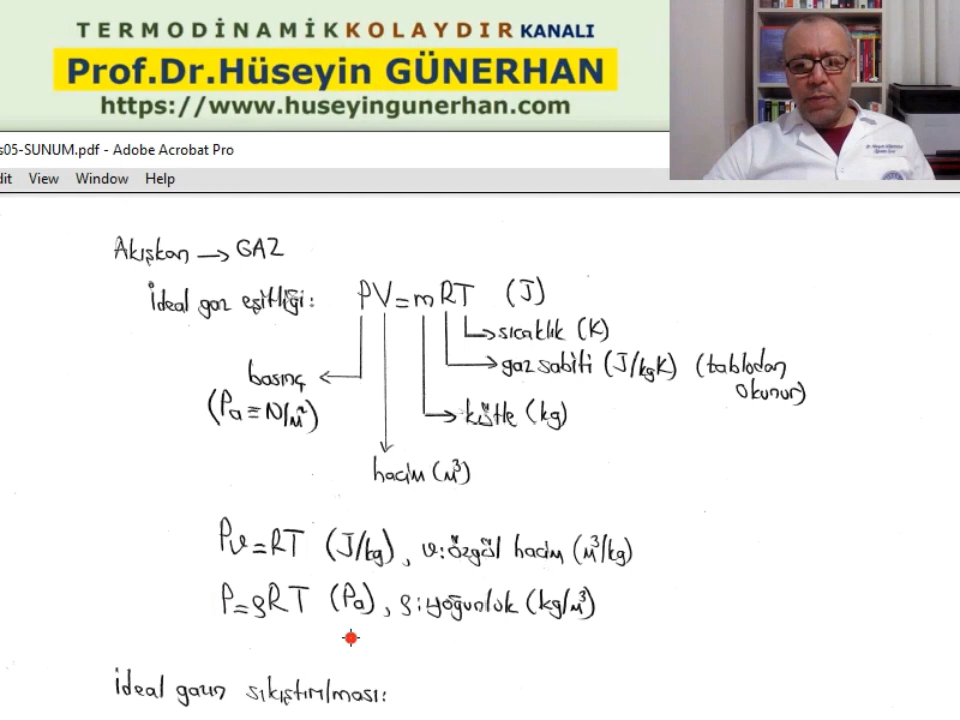 TERMODİNAMİKKOLAYDIR KANALI
Prof.Dr.Hüseyin GÜNERHAN
https://www.huseyingunerhan.com
s05-SUNUM.pdf - Adobe Acrobat Pro
dit View Window Help
Akışkan → GAZ
İdeal gaz eşitliği: PV=mRT (J)
sıcaklık (K)
gaz sabiti (J/kgK) (tablodan okunur)
basınç
(Pa≡N/m²)
kütle (kg)
hacim (m³)
Pv=RT (J/kg), v:özgül hacim (m³/kg)
P=ρRT (Pa), ρ:yoğunluk (kg/m³)
İdeal gazın sıkıştırılması: